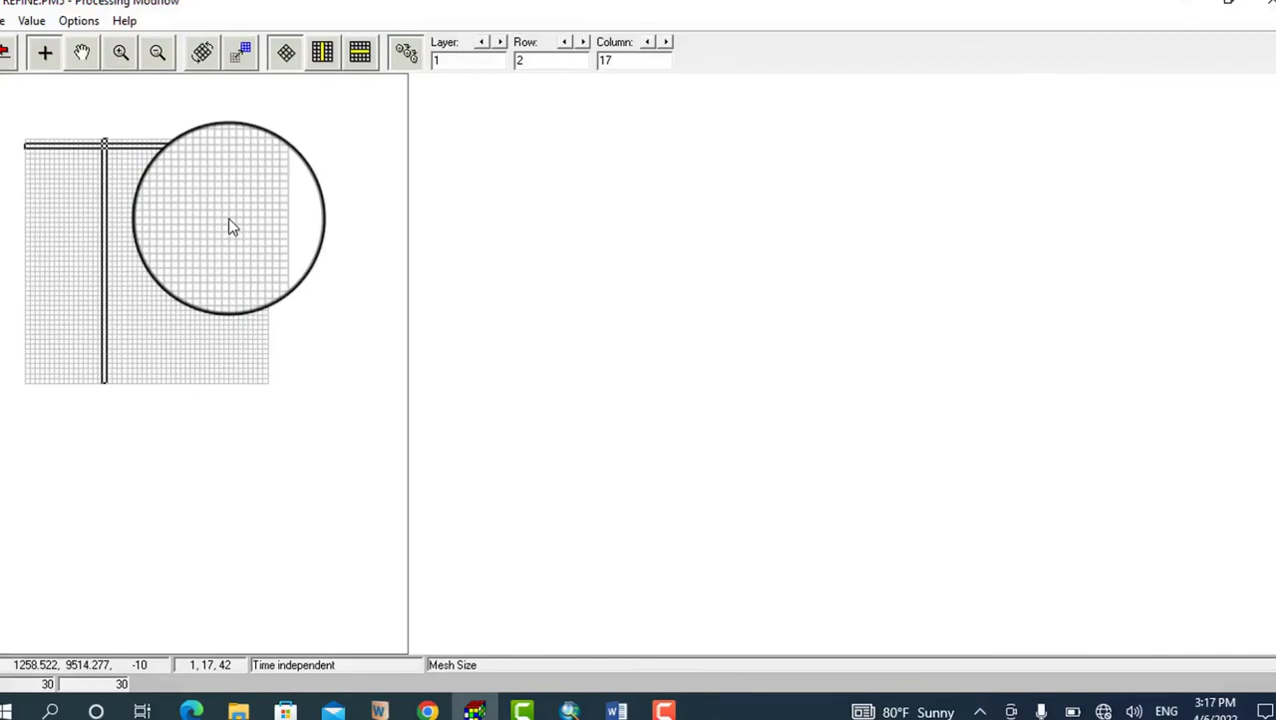 REFINE.PM5 - Processing Modflow
Value Options Help
Layer: Row: Column:
1 2 17
1258.522, 9514.277, -10 1, 17, 42 Time independent Mesh Size
30 30
80°F Sunny ENG 3:17 PM